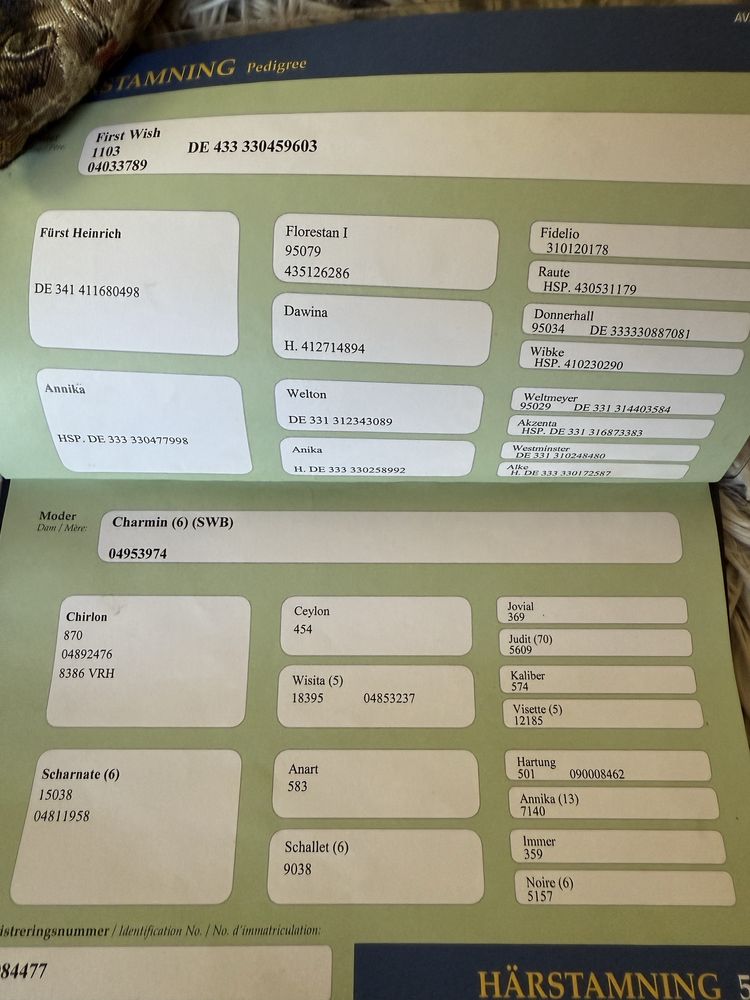 AV
STAMNING Pedigree
First Wish
1103 DE 433 330459603
04033789
Fürst Heinrich
DE 341 411680498
Florestan I
95079
435126286
Dawina
H. 412714894
Fidelio
310120178
Raute
HSP. 430531179
Donnerhall
95034 DE 333330887081
Wibke
HSP. 410230290
Annika
HSP. DE 333 330477998
Welton
DE 331 312343089
Anika
H. DE 333 330258992
Weltmeyer
95029 DE 331 314403584
Akzenta
HSP. DE 331 316873383
Westminster
DE 331 310248480
Alke
H. DE 333 330172587
Moder
Dam / Mère:
Charmin (6) (SWB)
04953974
Chirlon
870
04892476
8386 VRH
Ceylon
454
Wisita (5)
18395 04853237
Jovial
369
Judit (70)
5609
Kaliber
574
Visette (5)
12185
Scharnate (6)
15038
04811958
Anart
583
Schallet (6)
9038
Hartung
501 090008462
Annika (13)
7140
Immer
359
Noire (6)
5157
istreringsnummer / Identification No. / No. d'immatriculation:
84477
HÄRSTAMNING 5